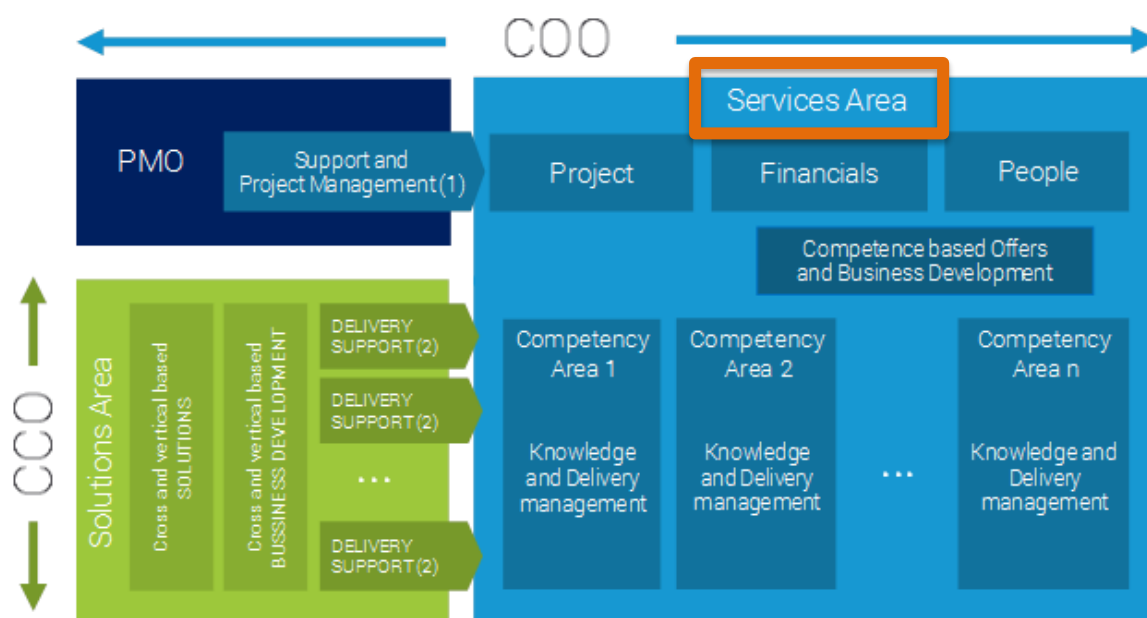 COO
Services Area
PMO
Support and
Project Management (1)
Project
Financials
People
Competence based Offers
and Business Development
CCO
Solutions Area
Cross and vertical based
SOLUTIONS
Cross and vertical based
BUSSINESS DEVELOPMENT
DELIVERY
SUPPORT (2)
DELIVERY
SUPPORT (2)
...
DELIVERY
SUPPORT (2)
Competency
Area 1
Knowledge
and Delivery
management
Competency
Area 2
Knowledge
and Delivery
management
...
Competency
Area n
Knowledge and
Delivery
management